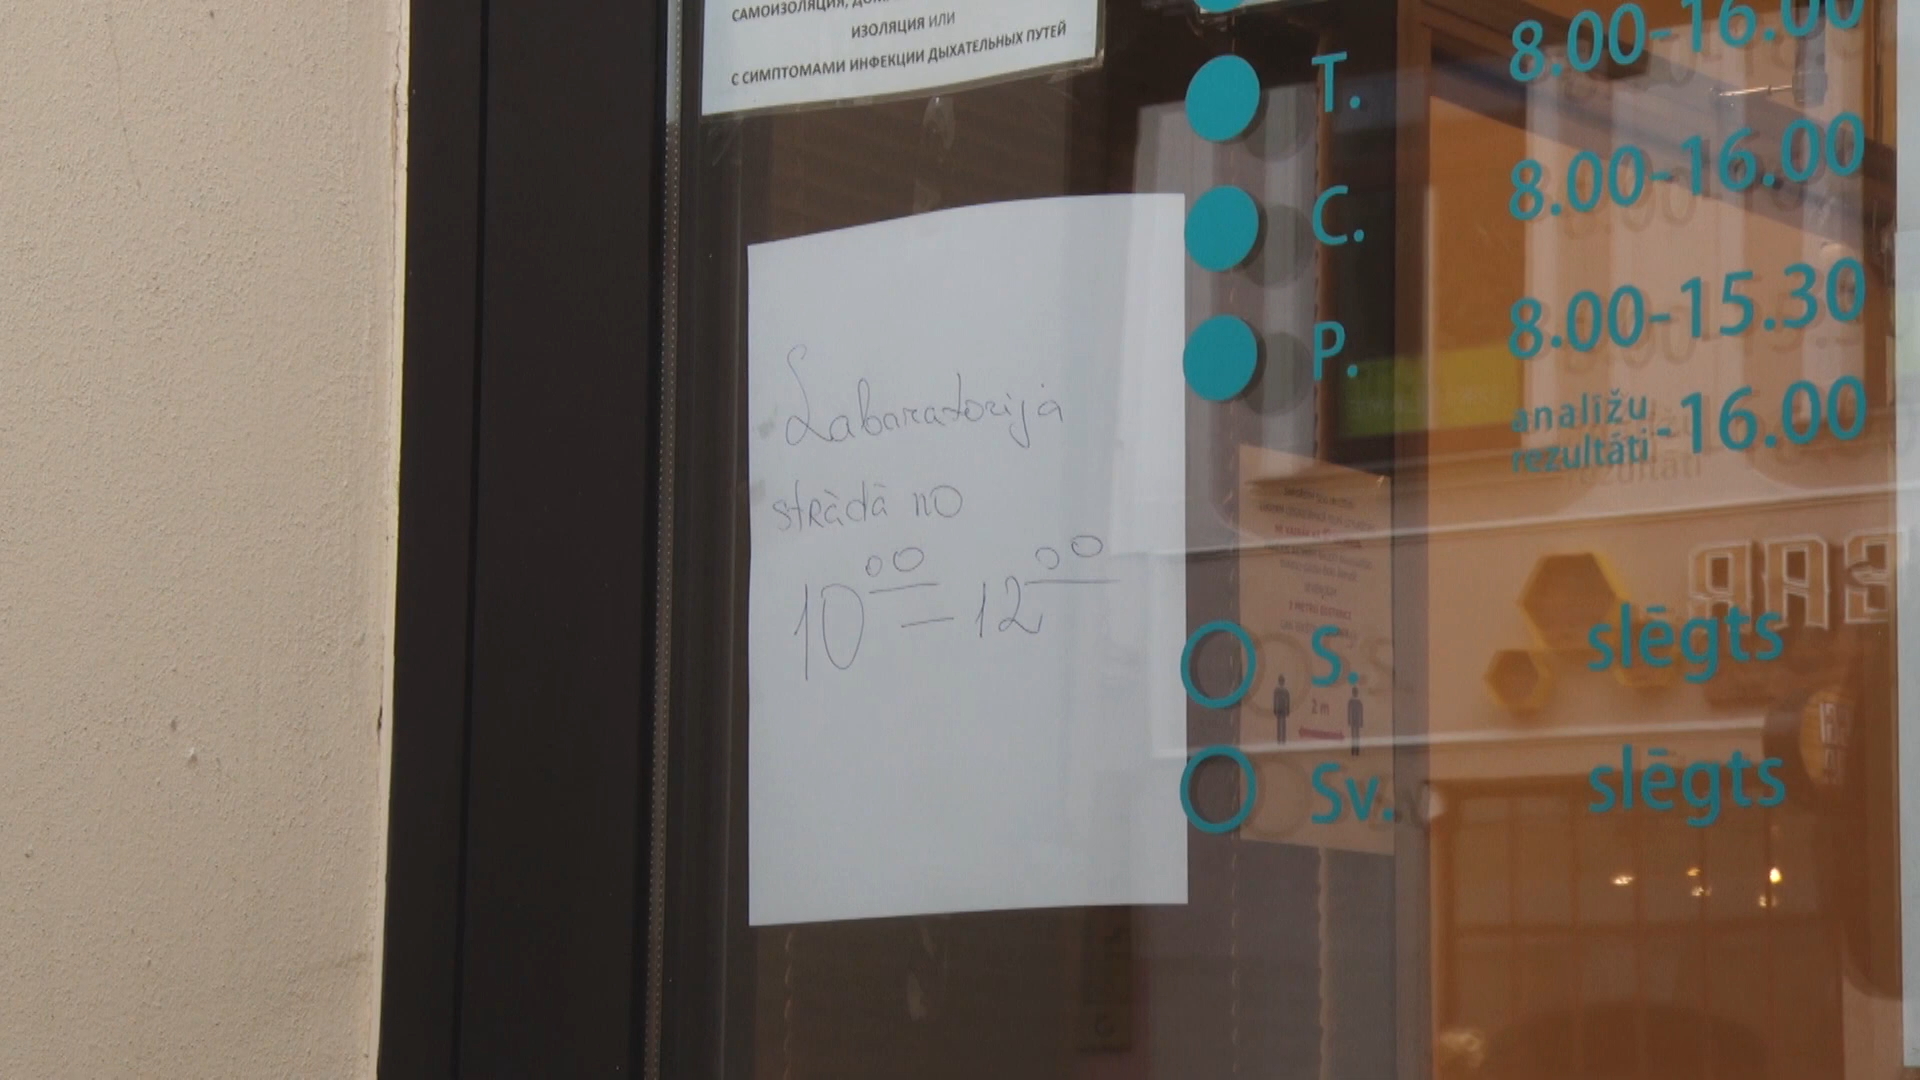 ИЗОЛЯЦИЯ ИЛИ
С СИМПТОМАМИ ИНФЕКЦИИ ДЫХАТЕЛЬНЫХ ПУТЕЙ
Labaratorija
strādā no
10⁰⁰ – 12⁰⁰
T. 8.00-16.00
C. 8.00-16.00
P. 8.00-15.30
analīžu rezultāti -16.00
S. slēgts
Sv. slēgts
2 m